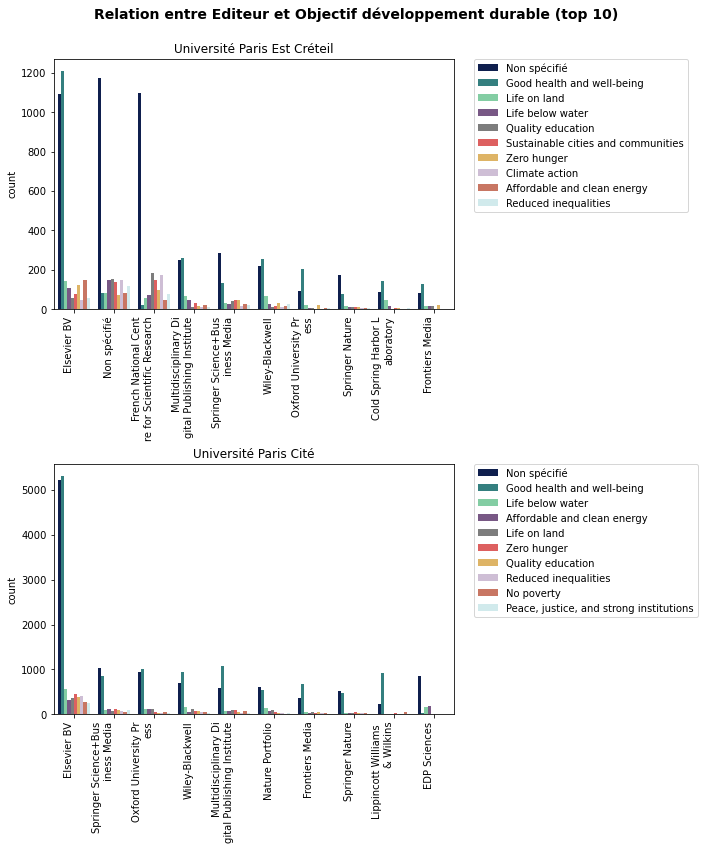 Relation entre Editeur et Objectif développement durable (top 10)
Université Paris Est Créteil
1200
1000
800
600
400
200
0
count
Elsevier BV
Non spécifié
French National Cent
re for Scientific Research
Multidisciplinary Di
gital Publishing Institute
Springer Science+Bus
iness Media
Wiley-Blackwell
Oxford University Pr
ess
Springer Nature
Cold Spring Harbor L
aboratory
Frontiers Media
Non spécifié
Good health and well-being
Life on land
Life below water
Quality education
Sustainable cities and communities
Zero hunger
Climate action
Affordable and clean energy
Reduced inequalities
Université Paris Cité
5000
4000
3000
2000
1000
0
count
Elsevier BV
Springer Science+Bus
iness Media
Oxford University Pr
ess
Wiley-Blackwell
Multidisciplinary Di
gital Publishing Institute
Nature Portfolio
Frontiers Media
Springer Nature
Lippincott Williams
& Wilkins
EDP Sciences
Non spécifié
Good health and well-being
Life below water
Affordable and clean energy
Life on land
Zero hunger
Quality education
Reduced inequalities
No poverty
Peace, justice, and strong institutions